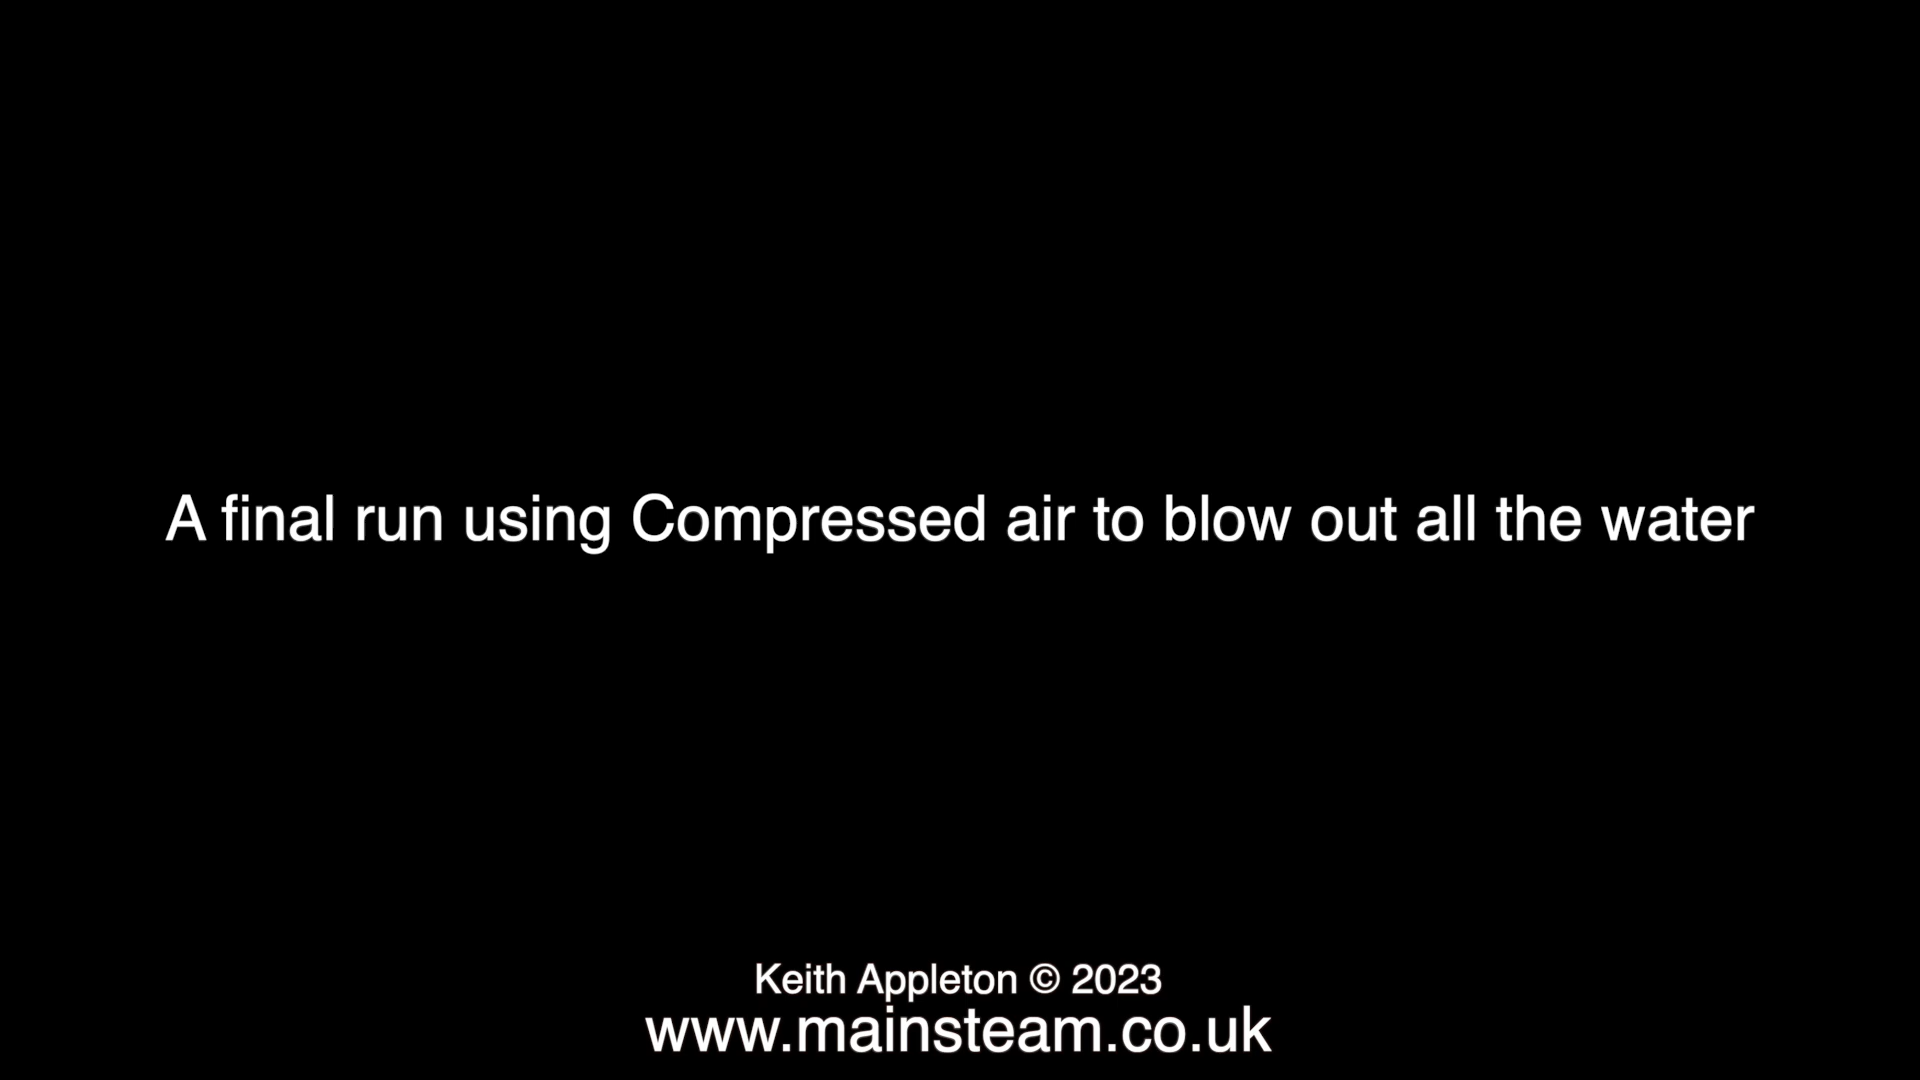 A final run using Compressed air to blow out all the water
Keith Appleton © 2023
www.mainsteam.co.uk